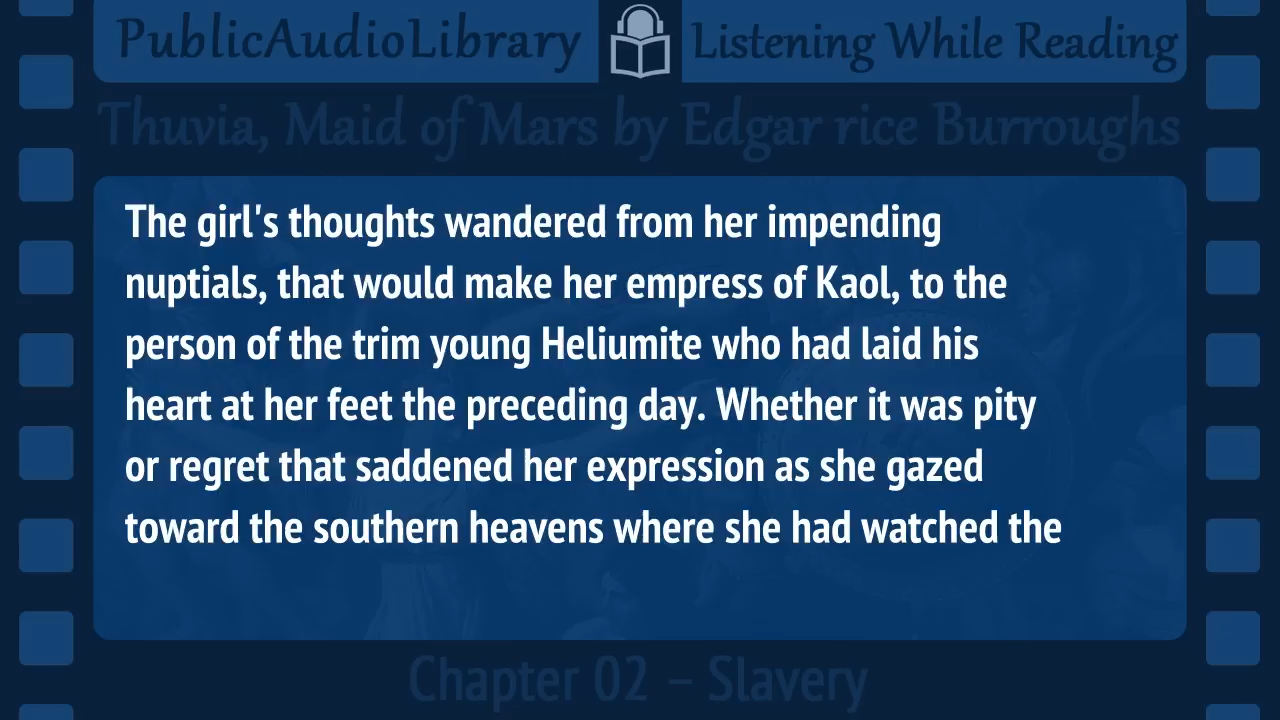 PublicAudioLibrary Listening While Reading
Thuvia, Maid of Mars by Edgar rice Burroughs
The girl's thoughts wandered from her impending
nuptials, that would make her empress of Kaol, to the
person of the trim young Heliumite who had laid his
heart at her feet the preceding day. Whether it was pity
or regret that saddened her expression as she gazed
toward the southern heavens where she had watched the
Chapter 02 – Slavery